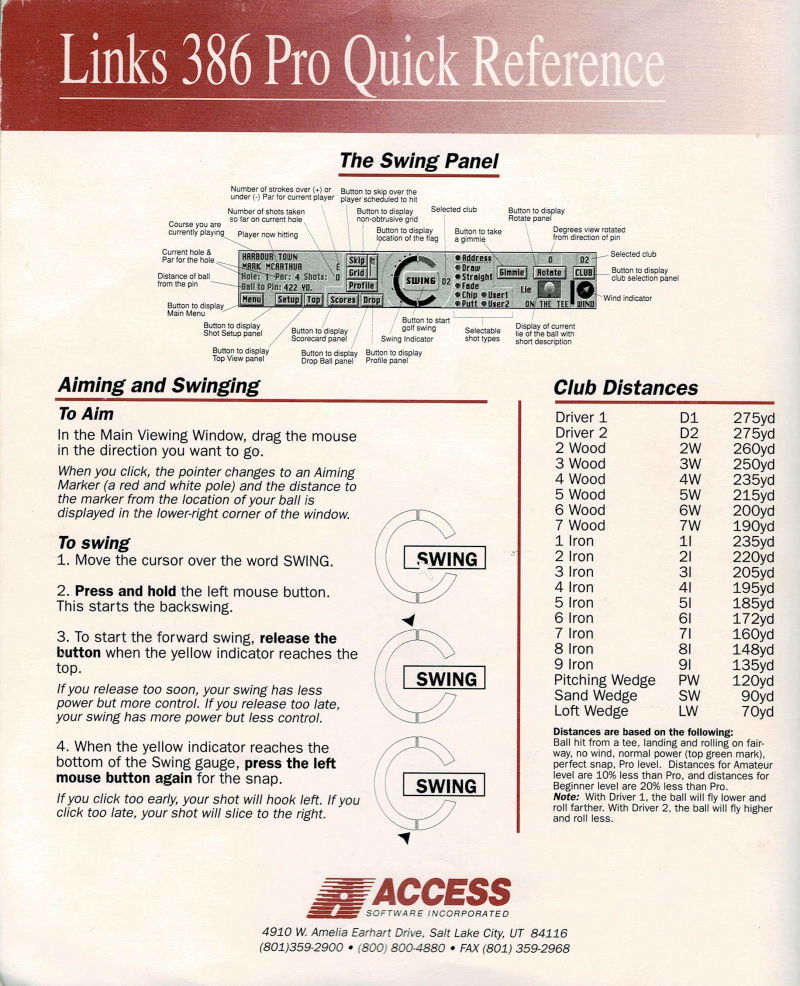 Links 386 Pro Quick Reference
The Swing Panel
Number of strokes over (+) or
under (-) Par for current player
Button to skip over the
player scheduled to hit
Number of shots taken
so far on current hole
Button to display
non-obtrusive grid
Selected club
Button to display
Rotate panel
Course you are
currently playing
Player now hitting
Button to display
location of the flag
Button to take
a gimmie
Degrees view rotated
from direction of pin
Current hole &
Par for the hole
Distance of ball
from the pin
Button to display
Main Menu
HARBOUR TOWN
MARK MCARTHUR E
Hole: 1 Par: 4 Shots: 0
Ball to Pin: 422 YD.
Menu Setup Top Scores Drop
Skip
Grid
Profile
SWING D2
Address
Draw
Straight
Fade
Chip User1
Putt User2
Gimmie
0 D2
Rotate CLUB
Lie
ON THE TEE WIND
Selected club
Button to display
club selection panel
Wind indicator
Button to display
Shot Setup panel
Button to display
Top View panel
Button to display
Scorecard panel
Button to display
Drop Ball panel
Button to display
Profile panel
Swing Indicator
Button to start
golf swing
Selectable
shot types
Display of current
lie of the ball with
short description
Aiming and Swinging
To Aim
In the Main Viewing Window, drag the mouse
in the direction you want to go.
When you click, the pointer changes to an Aiming
Marker (a red and white pole) and the distance to
the marker from the location of your ball is
displayed in the lower-right corner of the window.
To swing
1. Move the cursor over the word SWING.
2. Press and hold the left mouse button.
This starts the backswing.
3. To start the forward swing, release the
button when the yellow indicator reaches the
top.
If you release too soon, your swing has less
power but more control. If you release too late,
your swing has more power but less control.
4. When the yellow indicator reaches the
bottom of the Swing gauge, press the left
mouse button again for the snap.
If you click too early, your shot will hook left. If you
click too late, your shot will slice to the right.
SWING
SWING
SWING
Club Distances
Driver 1 D1 275yd
Driver 2 D2 275yd
2 Wood 2W 260yd
3 Wood 3W 250yd
4 Wood 4W 235yd
5 Wood 5W 215yd
6 Wood 6W 200yd
7 Wood 7W 190yd
1 Iron 1I 235yd
2 Iron 2I 220yd
3 Iron 3I 205yd
4 Iron 4I 195yd
5 Iron 5I 185yd
6 Iron 6I 172yd
7 Iron 7I 160yd
8 Iron 8I 148yd
9 Iron 9I 135yd
Pitching Wedge PW 120yd
Sand Wedge SW 90yd
Loft Wedge LW 70yd
Distances are based on the following:
Ball hit from a tee, landing and rolling on fair-
way, no wind, normal power (top green mark),
perfect snap, Pro level. Distances for Amateur
level are 10% less than Pro, and distances for
Beginner level are 20% less than Pro.
Note: With Driver 1, the ball will fly lower and
roll farther. With Driver 2, the ball will fly higher
and roll less.
ACCESS
SOFTWARE INCORPORATED
4910 W. Amelia Earhart Drive, Salt Lake City, UT 84116
(801)359-2900 • (800) 800-4880 • FAX (801) 359-2968